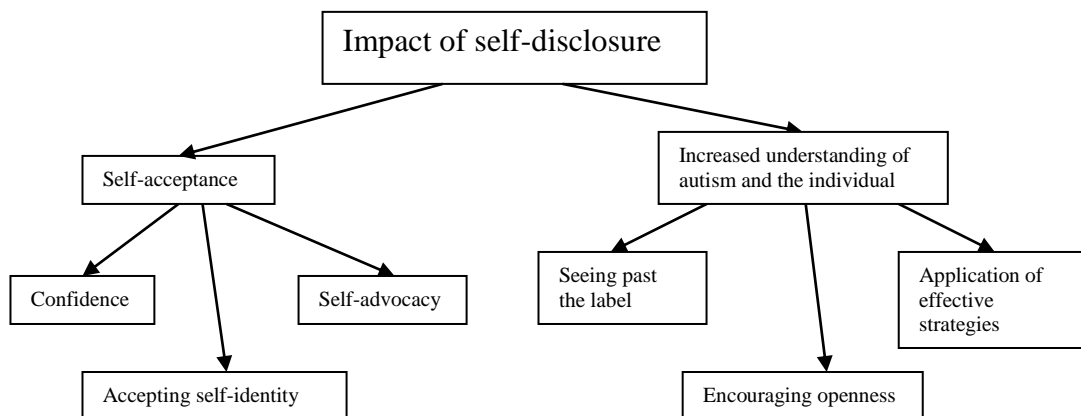 Impact of self-disclosure
Self-acceptance
Increased understanding of
autism and the individual
Confidence
Self-advocacy
Seeing past
the label
Application of
effective
strategies
Accepting self-identity
Encouraging openness